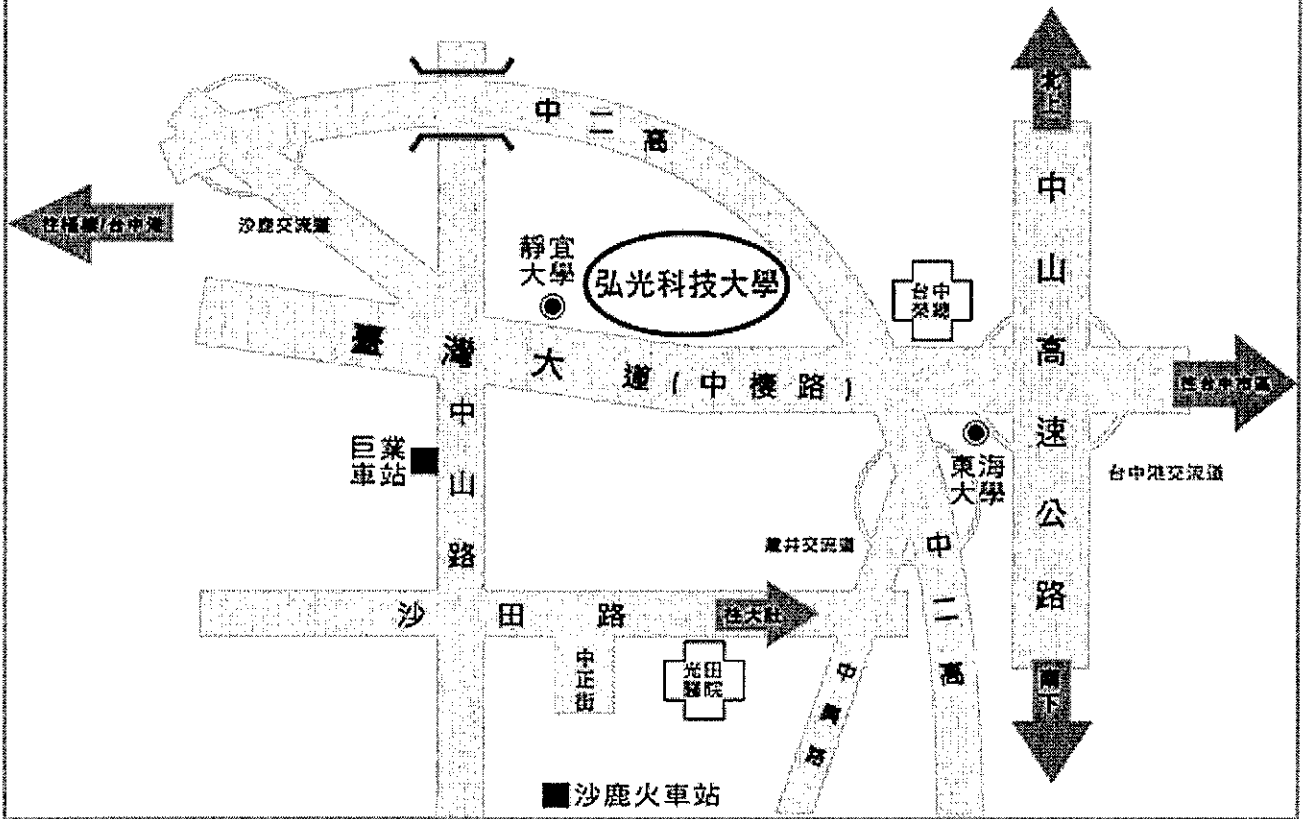 北上
中二高
中山高速公路
往梧棲/台中港
沙鹿交流道
靜宜
大學
弘光科技大學
台中
榮總
臺灣大道(中棲路)
往台中市區
中山路
巨業
車站
東海
大學
台中港交流道
龍井交流道
中二高
沙田路
往大肚
中正街
光田
醫院
中興路
南下
沙鹿火車站